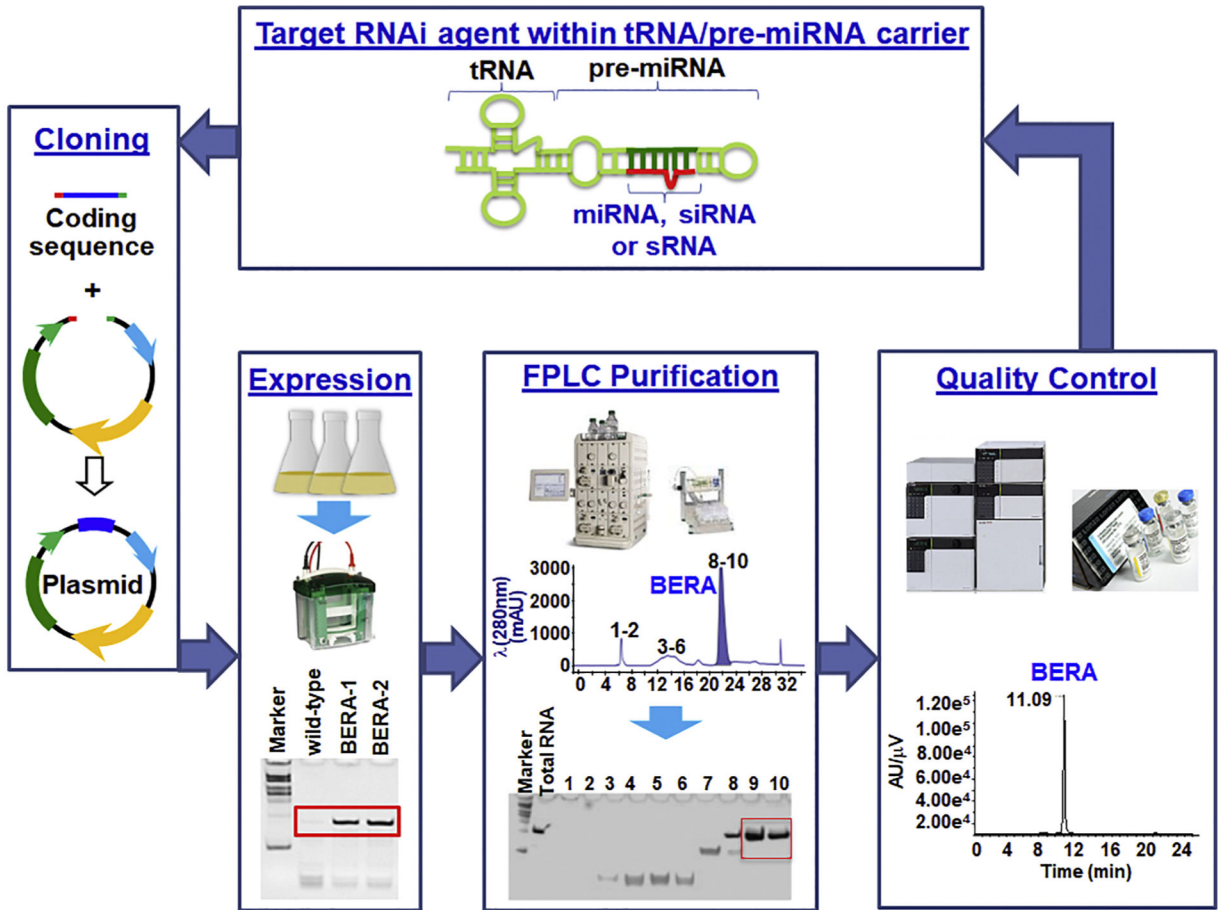 Target RNAi agent within tRNA/pre-miRNA carrier
tRNA
pre-miRNA
miRNA, siRNA
or sRNA
Cloning
Coding
sequence
+
Plasmid
Expression
Marker
wild-type
BERA-1
BERA-2
FPLC Purification
BERA
8-10
1-2
3-6
λ(280nm)
(mAU)
3000
2000
1000
0
0 4 8 12 16 18 22 28 32
Marker
Total RNA
1 2 3 4 5 6 7 8 9 10
Quality Control
BERA
11.09
AU/μV
1.20e⁵
1.00e⁵
8.00e⁴
6.00e⁴
4.00e⁴
2.00e⁴
0 4 8 12 16 20 24
Time (min)